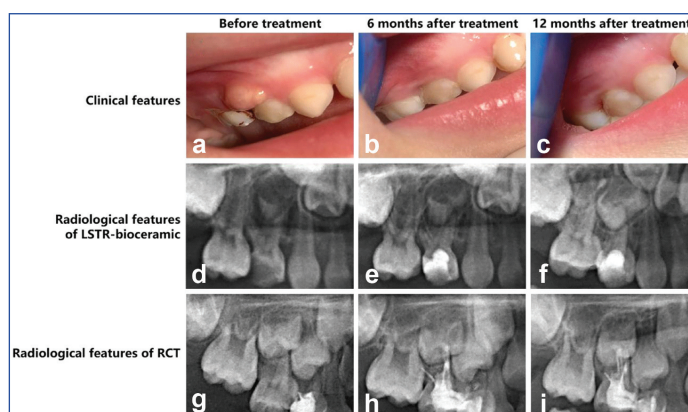 Before treatment
6 months after treatment
12 months after treatment
Clinical features
a
b
c
Radiological features
of LSTR-bioceramic
d
e
f
Radiological features of RCT
g
h
i